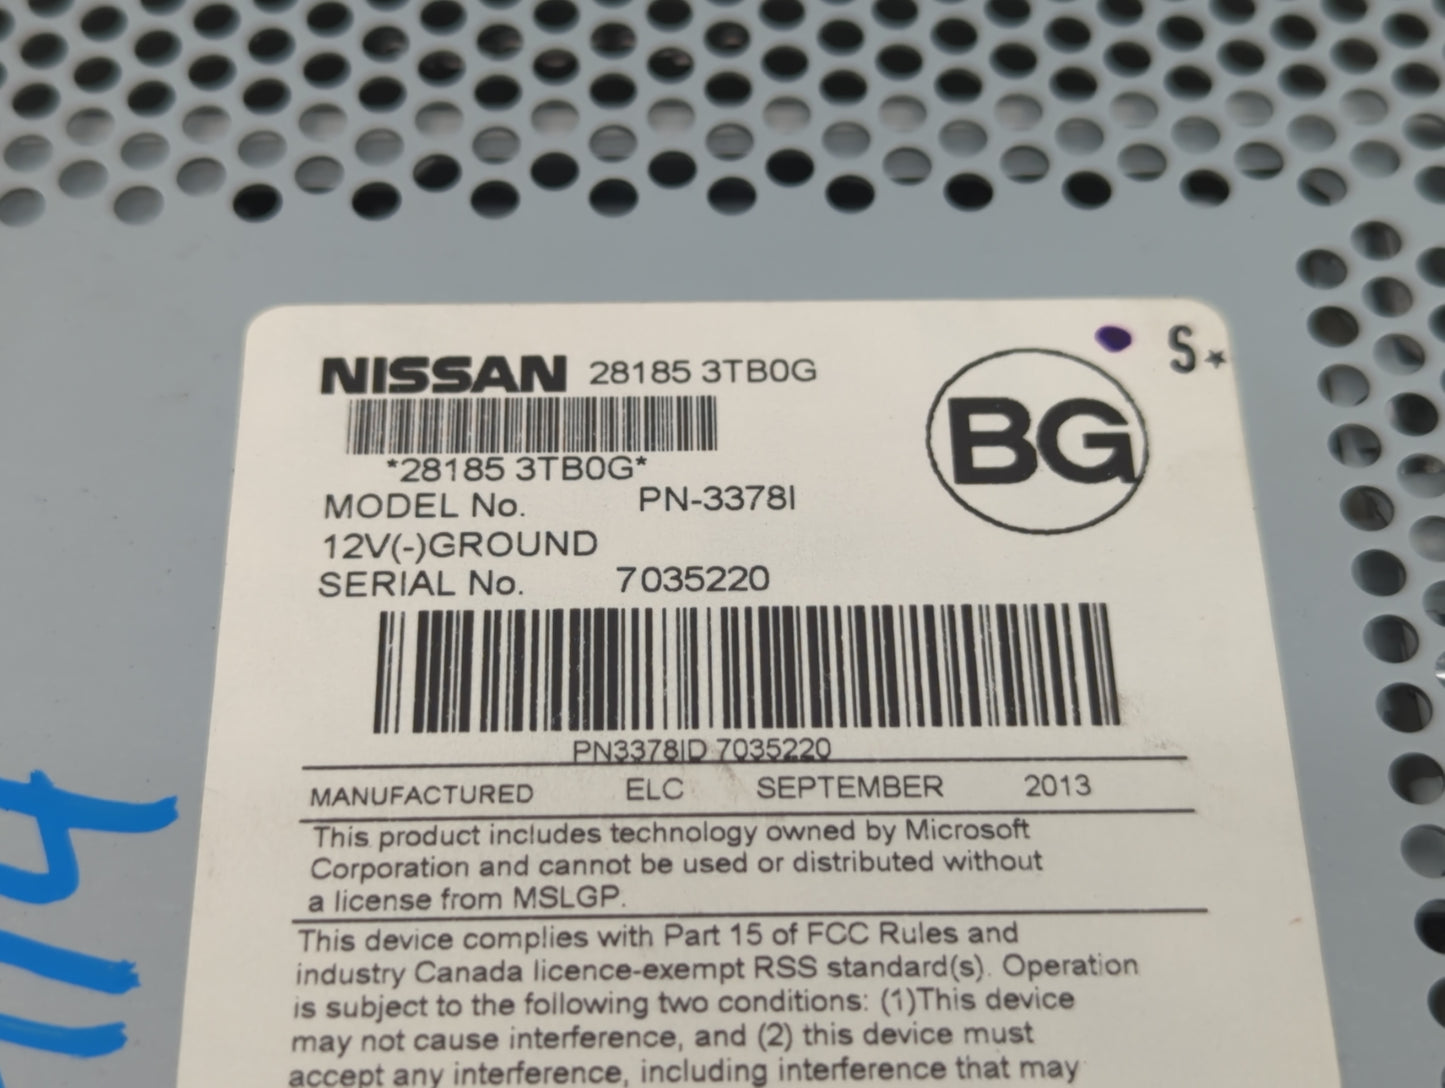 S*
NISSAN 28185 3TB0G
BG
*28185 3TB0G*
MODEL No. PN-3378I
12V(-)GROUND
SERIAL No. 7035220
PN3378ID 7035220
MANUFACTURED ELC SEPTEMBER 2013
This product includes technology owned by Microsoft
Corporation and cannot be used or distributed without
a license from MSLGP.
This device complies with Part 15 of FCC Rules and
industry Canada licence-exempt RSS standard(s). Operation
is subject to the following two conditions: (1)This device
may not cause interference, and (2) this device must
accept any interference, including interference that may